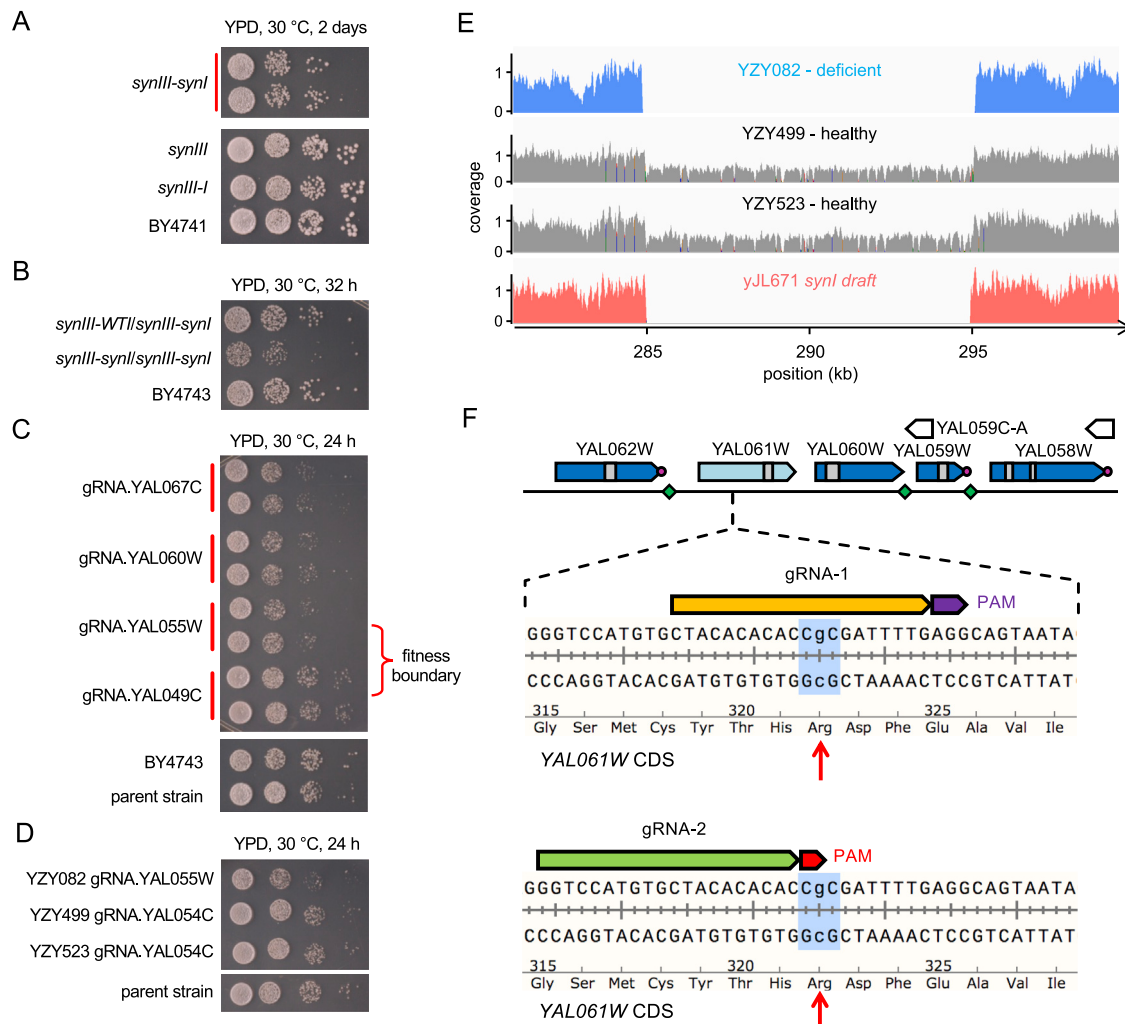 A
YPD, 30 °C, 2 days
synIII-synI
synIII
synIII-I
BY4741
B
YPD, 30 °C, 32 h
synIII-WTI/synIII-synI
synIII-synI/synIII-synI
BY4743
C
YPD, 30 °C, 24 h
gRNA.YAL067C
gRNA.YAL060W
gRNA.YAL055W
gRNA.YAL049C
fitness
boundary
BY4743
parent strain
D
YPD, 30 °C, 24 h
YZY082 gRNA.YAL055W
YZY499 gRNA.YAL054C
YZY523 gRNA.YAL054C
parent strain
E
coverage
1
0
YZY082 - deficient
1
0
YZY499 - healthy
1
0
YZY523 - healthy
1
0
yJL671 synI draft
285 290 295
position (kb)
F
YAL059C-A
YAL062W YAL061W YAL060W YAL059W YAL058W
gRNA-1
PAM
GGGTCCATGTGCTACACACACCgCGATTTTGAGGCAGTAATA
CCCAGGTACACGATGTGTGTGGcGCTAAAACTCCGTCATTAT
315 320 325
Gly Ser Met Cys Tyr Thr His Arg Asp Phe Glu Ala Val Ile
YAL061W CDS
gRNA-2
PAM
GGGTCCATGTGCTACACACACCgCGATTTTGAGGCAGTAATA
CCCAGGTACACGATGTGTGTGGcGCTAAAACTCCGTCATTAT
315 320 325
Gly Ser Met Cys Tyr Thr His Arg Asp Phe Glu Ala Val Ile
YAL061W CDS